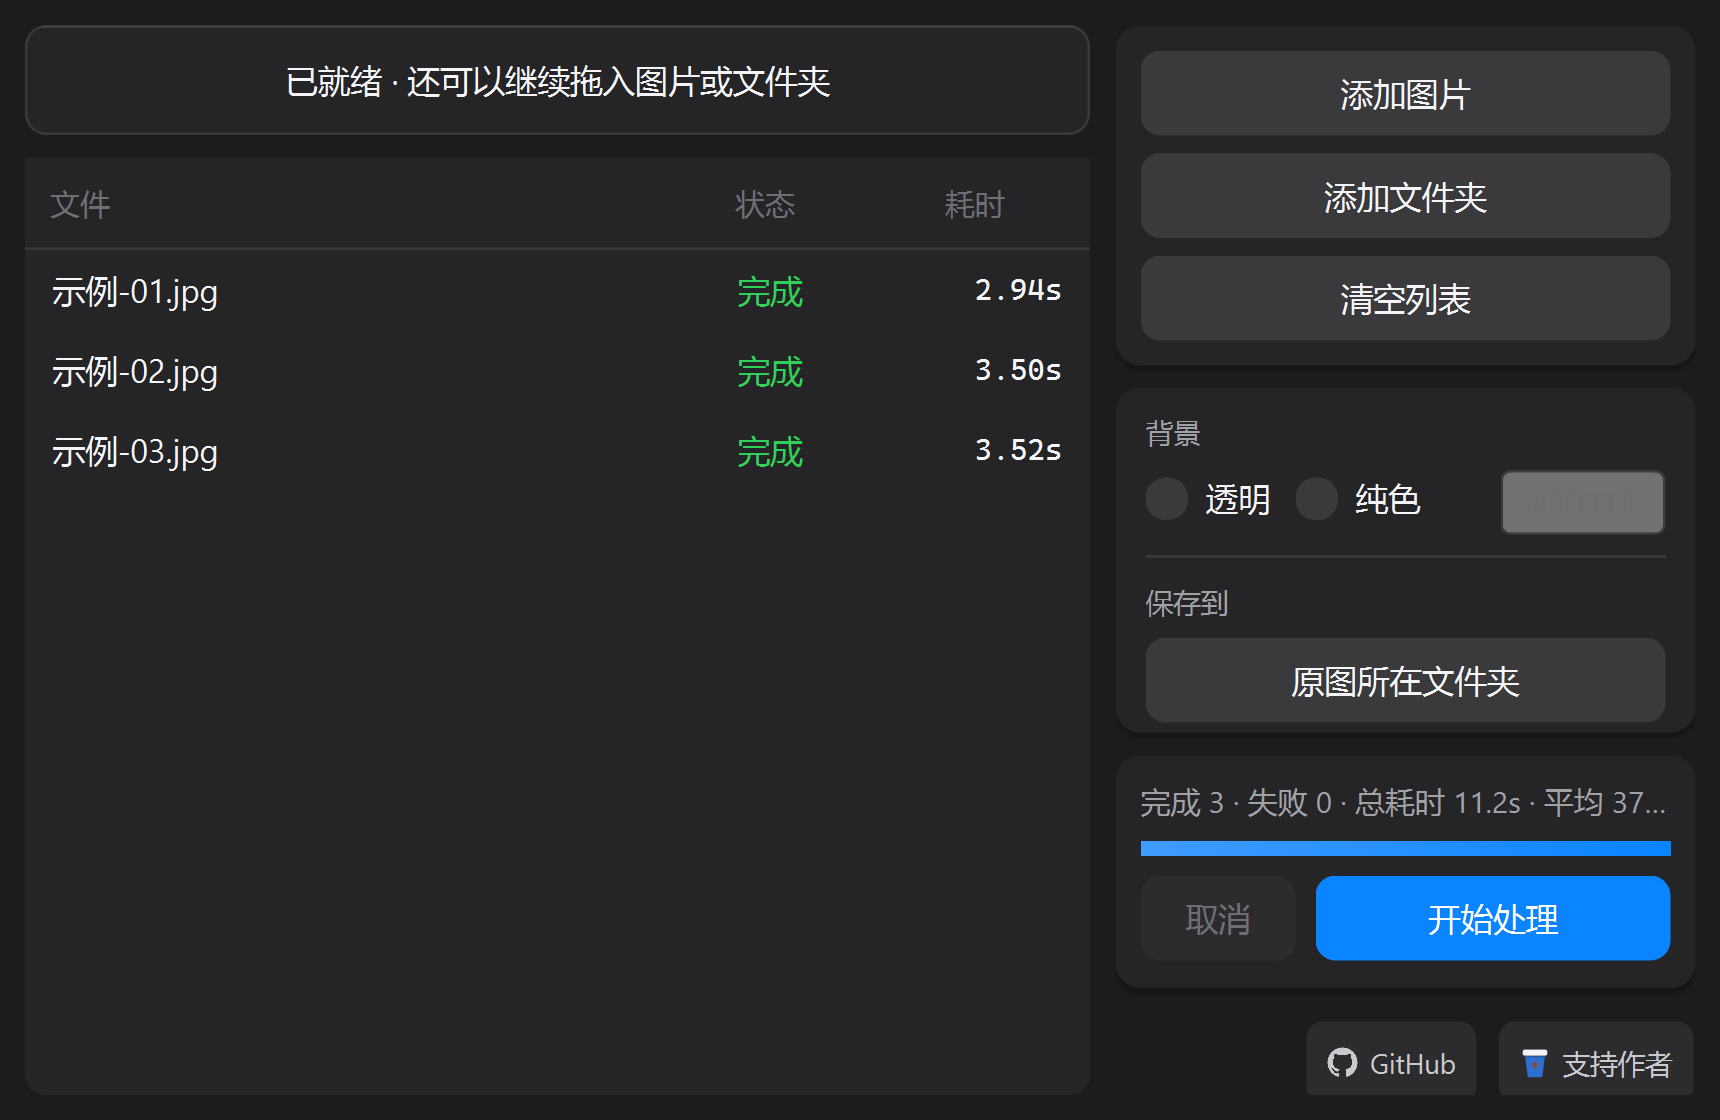 已就绪 · 还可以继续拖入图片或文件夹
文件 状态 耗时
示例-01.jpg 完成 2.94s
示例-02.jpg 完成 3.50s
示例-03.jpg 完成 3.52s
添加图片
添加文件夹
清空列表
背景
透明 纯色
保存到
原图所在文件夹
完成 3 · 失败 0 · 总耗时 11.2s · 平均 37...
取消 开始处理
GitHub 支持作者